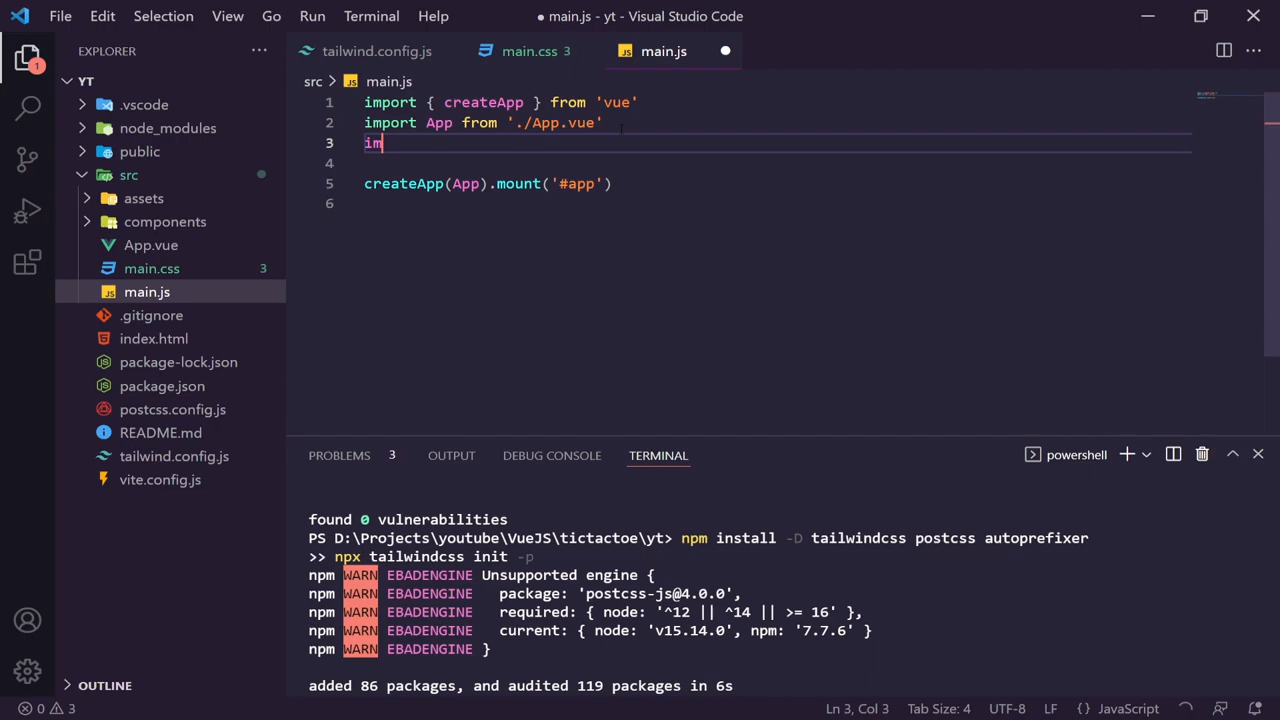 File Edit Selection View Go Run Terminal Help
● main.js - yt - Visual Studio Code
EXPLORER
tailwind.config.js
main.css 3
main.js
1
YT
src > main.js
.vscode
node_modules
public
src
assets
components
App.vue
main.css 3
main.js
.gitignore
index.html
package-lock.json
package.json
postcss.config.js
README.md
tailwind.config.js
vite.config.js
OUTLINE
1 import { createApp } from 'vue'
2 import App from './App.vue'
3 im
4
5 createApp(App).mount('#app')
6
PROBLEMS 3 OUTPUT DEBUG CONSOLE TERMINAL
powershell
found 0 vulnerabilities
PS D:\Projects\youtube\VueJS\tictactoe\yt> npm install -D tailwindcss postcss autoprefixer
>> npx tailwindcss init -p
npm WARN EBADENGINE Unsupported engine {
npm WARN EBADENGINE   package: 'postcss-js@4.0.0',
npm WARN EBADENGINE   required: { node: '^12 || ^14 || >= 16' },
npm WARN EBADENGINE   current: { node: 'v15.14.0', npm: '7.7.6' }
npm WARN EBADENGINE }
added 86 packages, and audited 119 packages in 6s
0 3
Ln 3, Col 3 Tab Size: 4 UTF-8 LF {} JavaScript